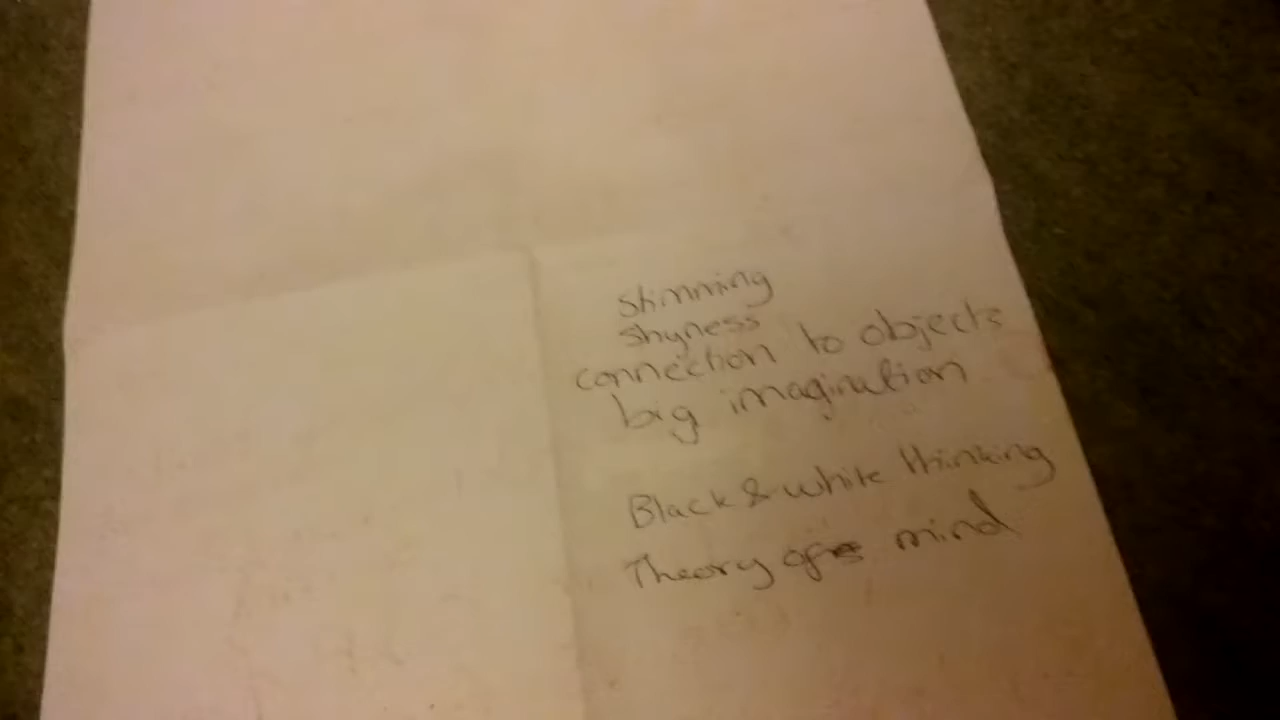 stimming
shyness
connection to objects
big imagination
Black & white thinking
Theory of mind